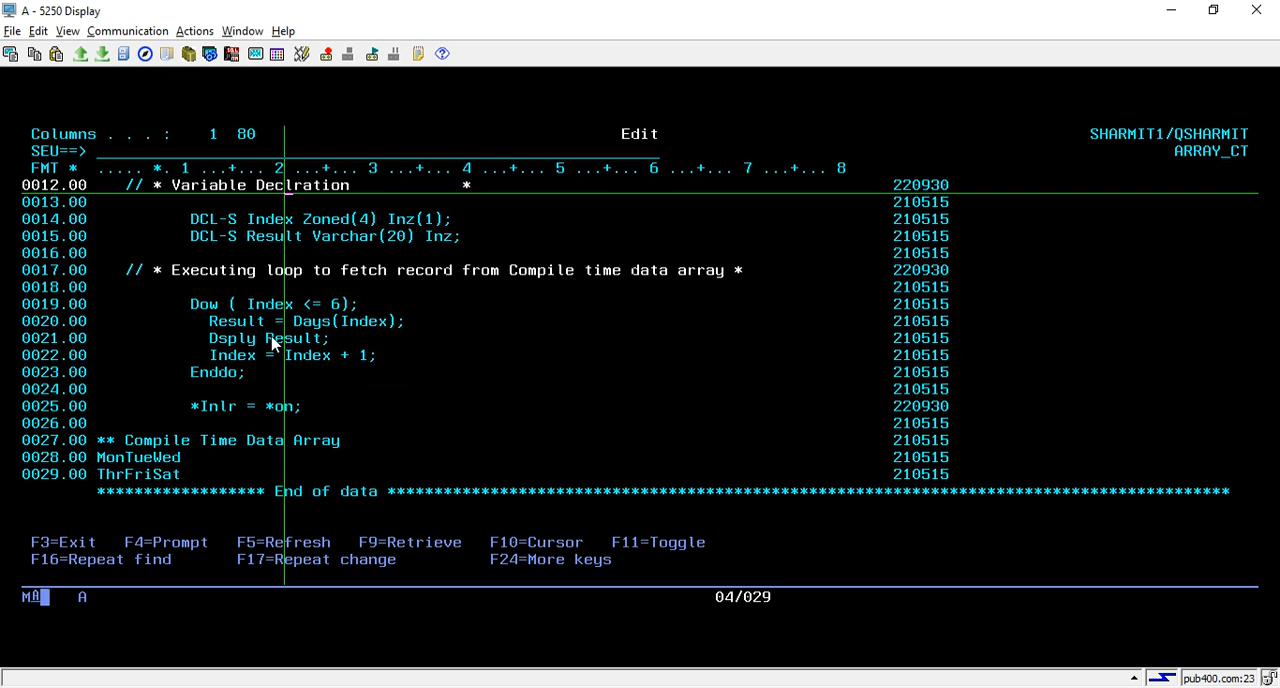 A - 5250 Display
File Edit View Communication Actions Window Help
Columns . . . : 1 80 Edit SHARMIT1/QSHARMIT
SEU==> ARRAY_CT
FMT * ..... *. 1 ...+... 2 ...+... 3 ...+... 4 ...+... 5 ...+... 6 ...+... 7 ...+... 8
0012.00 // * Variable Declration * 220930
0013.00 210515
0014.00 DCL-S Index Zoned(4) Inz(1); 210515
0015.00 DCL-S Result Varchar(20) Inz; 210515
0016.00 210515
0017.00 // * Executing loop to fetch record from Compile time data array * 220930
0018.00 210515
0019.00 Dow ( Index <= 6); 210515
0020.00 Result = Days(Index); 210515
0021.00 Dsply Result; 210515
0022.00 Index = Index + 1; 210515
0023.00 Enddo; 210515
0024.00 210515
0025.00 *Inlr = *on; 220930
0026.00 210515
0027.00 ** Compile Time Data Array 210515
0028.00 MonTueWed 210515
0029.00 ThrFriSat 210515
****************** End of data ******************************************************************************************
F3=Exit F4=Prompt F5=Refresh F9=Retrieve F10=Cursor F11=Toggle
F16=Repeat find F17=Repeat change F24=More keys
MA A 04/029
pub400.com:23